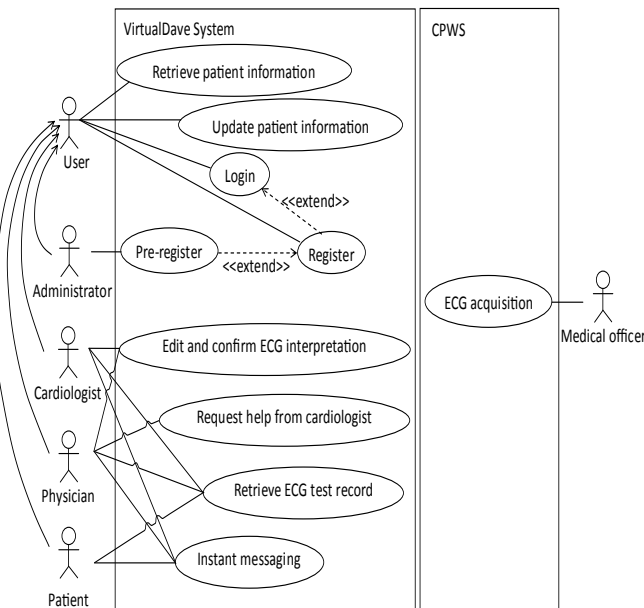 VirtualDave System
CPWS
Retrieve patient information
Update patient information
User
Login
<<extend>>
Pre-register
Register
<<extend>>
Administrator
ECG acquisition
Medical officer
Edit and confirm ECG interpretation
Cardiologist
Request help from cardiologist
Physician
Retrieve ECG test record
Instant messaging
Patient